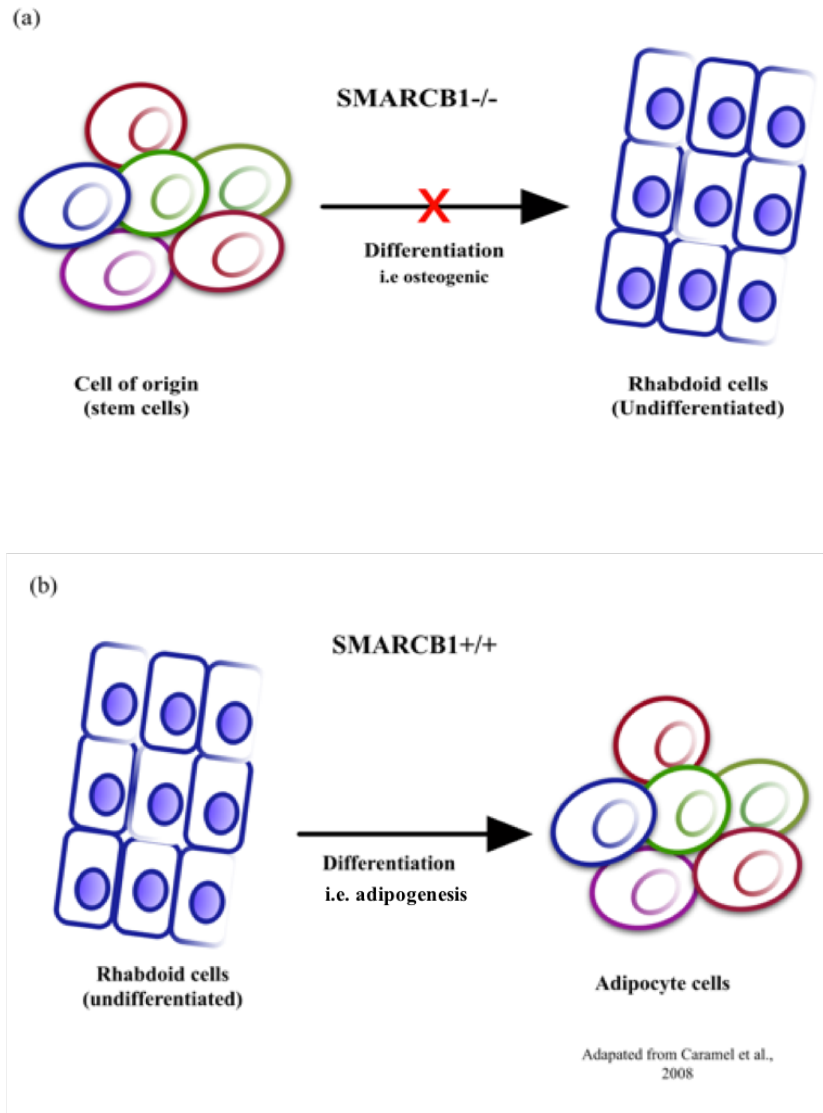 (a)
SMARCB1-/-
Differentiation
i.e osteogenic
Cell of origin
(stem cells)
Rhabdoid cells
(Undifferentiated)
(b)
SMARCB1+/+
Differentiation
i.e. adipogenesis
Rhabdoid cells
(undifferentiated)
Adipocyte cells
Adapated from Caramel et al.,
2008